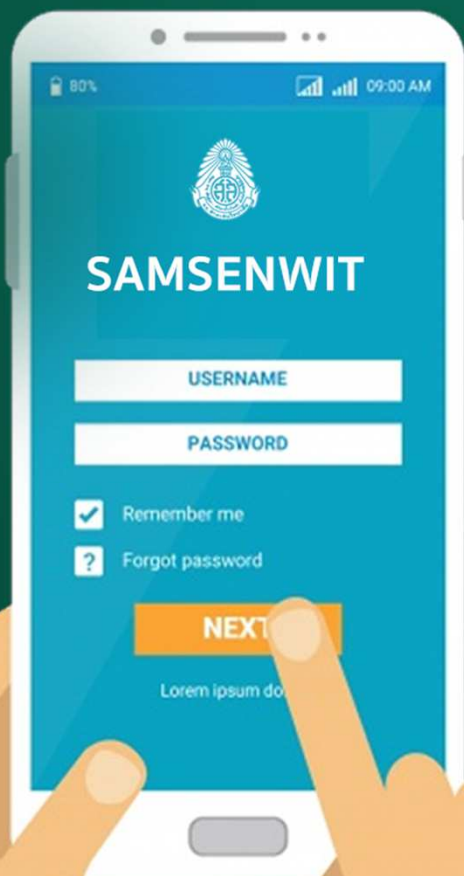 80%
09:00 AM
SAMSENWIT
USERNAME
PASSWORD
Remember me
?
Forgot password
NEXT
Lorem ipsum